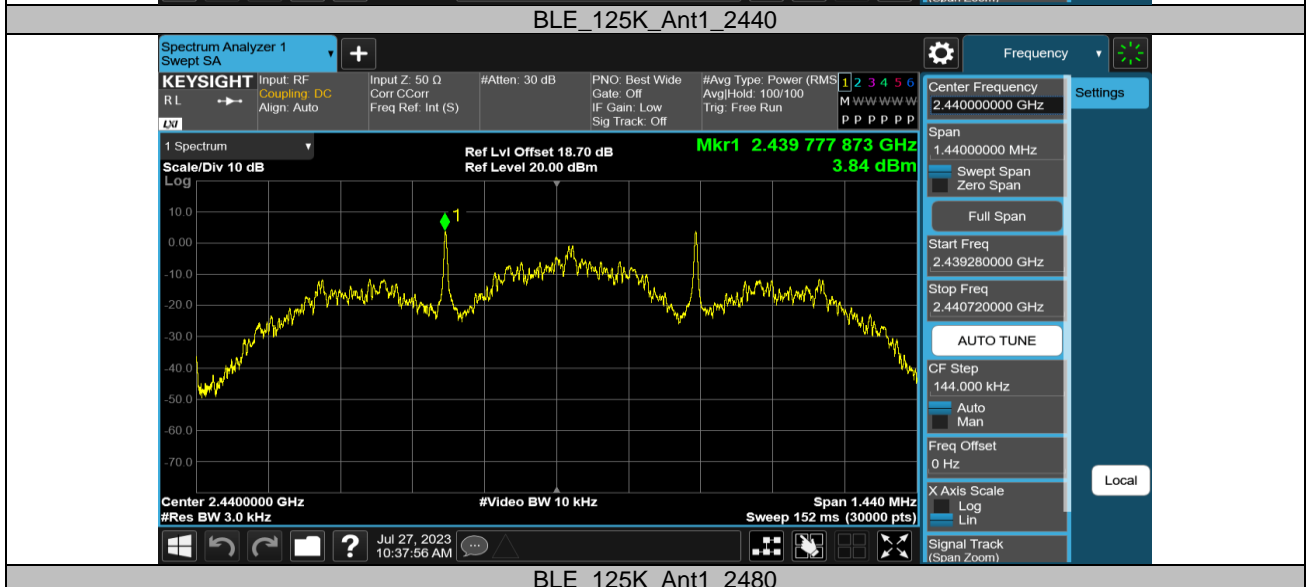 (Span Zoom)
BLE_125K_Ant1_2440
Spectrum Analyzer 1
Swept SA
Frequency
KEYSIGHT
R L
LXI
Input: RF
Coupling: DC
Align: Auto
Input Z: 50 Ω
Corr CCorr
Freq Ref: Int (S)
#Atten: 30 dB
PNO: Best Wide
Gate: Off
IF Gain: Low
Sig Track: Off
#Avg Type: Power (RMS
Avg|Hold: 100/100
Trig: Free Run
1 2 3 4 5 6
M W W W W W
P P P P P P
1 Spectrum
Scale/Div 10 dB
Ref Lvl Offset 18.70 dB
Ref Level 20.00 dBm
Mkr1 2.439 777 873 GHz
3.84 dBm
Log
1
10.0
0.00
-10.0
-20.0
-30.0
-40.0
-50.0
-60.0
-70.0
Center 2.4400000 GHz
#Video BW 10 kHz
Span 1.440 MHz
#Res BW 3.0 kHz
Sweep 152 ms (30000 pts)
Center Frequency
2.440000000 GHz
Settings
Span
1.44000000 MHz
Swept Span
Zero Span
Full Span
Start Freq
2.439280000 GHz
Stop Freq
2.440720000 GHz
AUTO TUNE
CF Step
144.000 kHz
Auto
Man
Freq Offset
0 Hz
X Axis Scale
Log
Lin
Local
Signal Track
(Span Zoom)
?
Jul 27, 2023
10:37:56 AM
BLE_125K_Ant1_2480